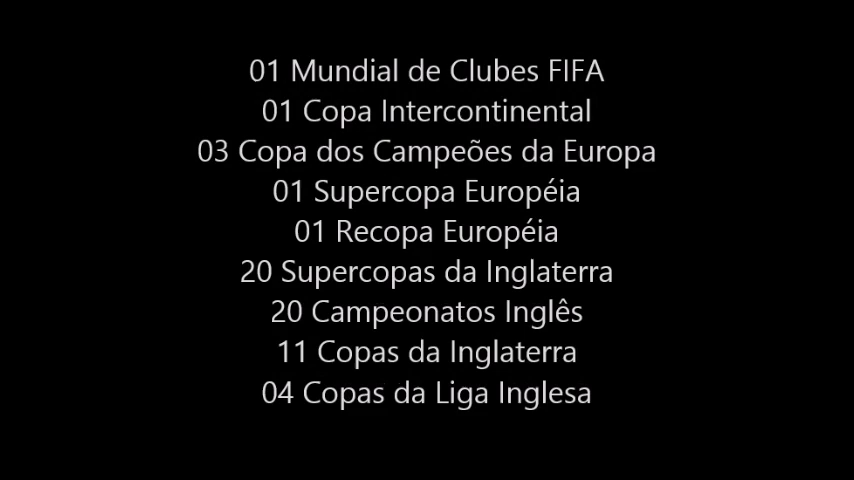 01 Mundial de Clubes FIFA
01 Copa Intercontinental
03 Copa dos Campeões da Europa
01 Supercopa Européia
01 Recopa Européia
20 Supercopas da Inglaterra
20 Campeonatos Inglês
11 Copas da Inglaterra
04 Copas da Liga Inglesa